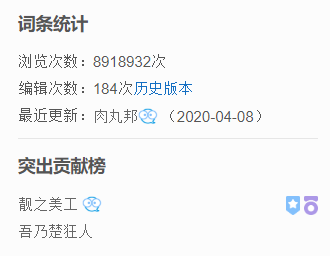 词条统计
浏览次数：8918932次
编辑次数：184次历史版本
最近更新：肉丸邦（2020-04-08）
突出贡献榜
靓之美工
吾乃楚狂人